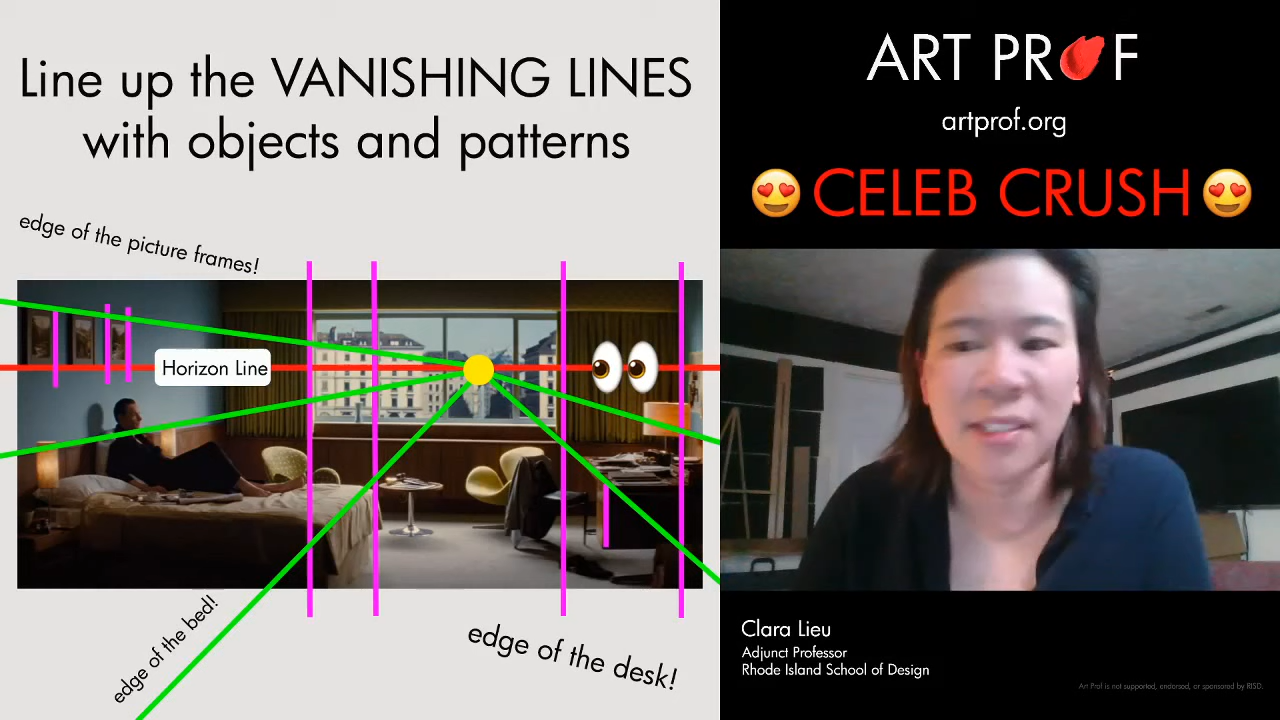 Line up the VANISHING LINES
with objects and patterns
edge of the picture frames!
Horizon Line
edge of the bed!
edge of the desk!
ART PROF
artprof.org
CELEB CRUSH
Clara Lieu
Adjunct Professor
Rhode Island School of Design
Art Prof is not supported, endorsed, or sponsored by RISD.